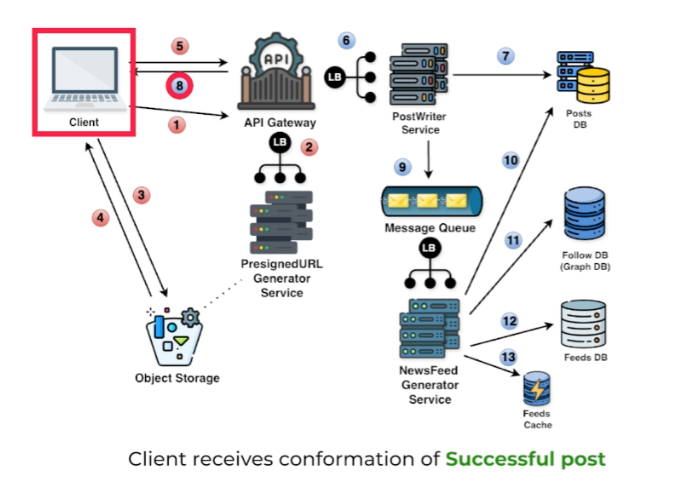 5
6
7
8
API
LB
Client
1
API Gateway
PostWriter
Service
Posts
DB
LB
2
9
10
3
4
Message Queue
PresignedURL
Generator
Service
LB
11
Follow DB
(Graph DB)
12
13
Object Storage
NewsFeed
Generator
Service
Feeds DB
Feeds
Cache
Client receives conformation of Successful post